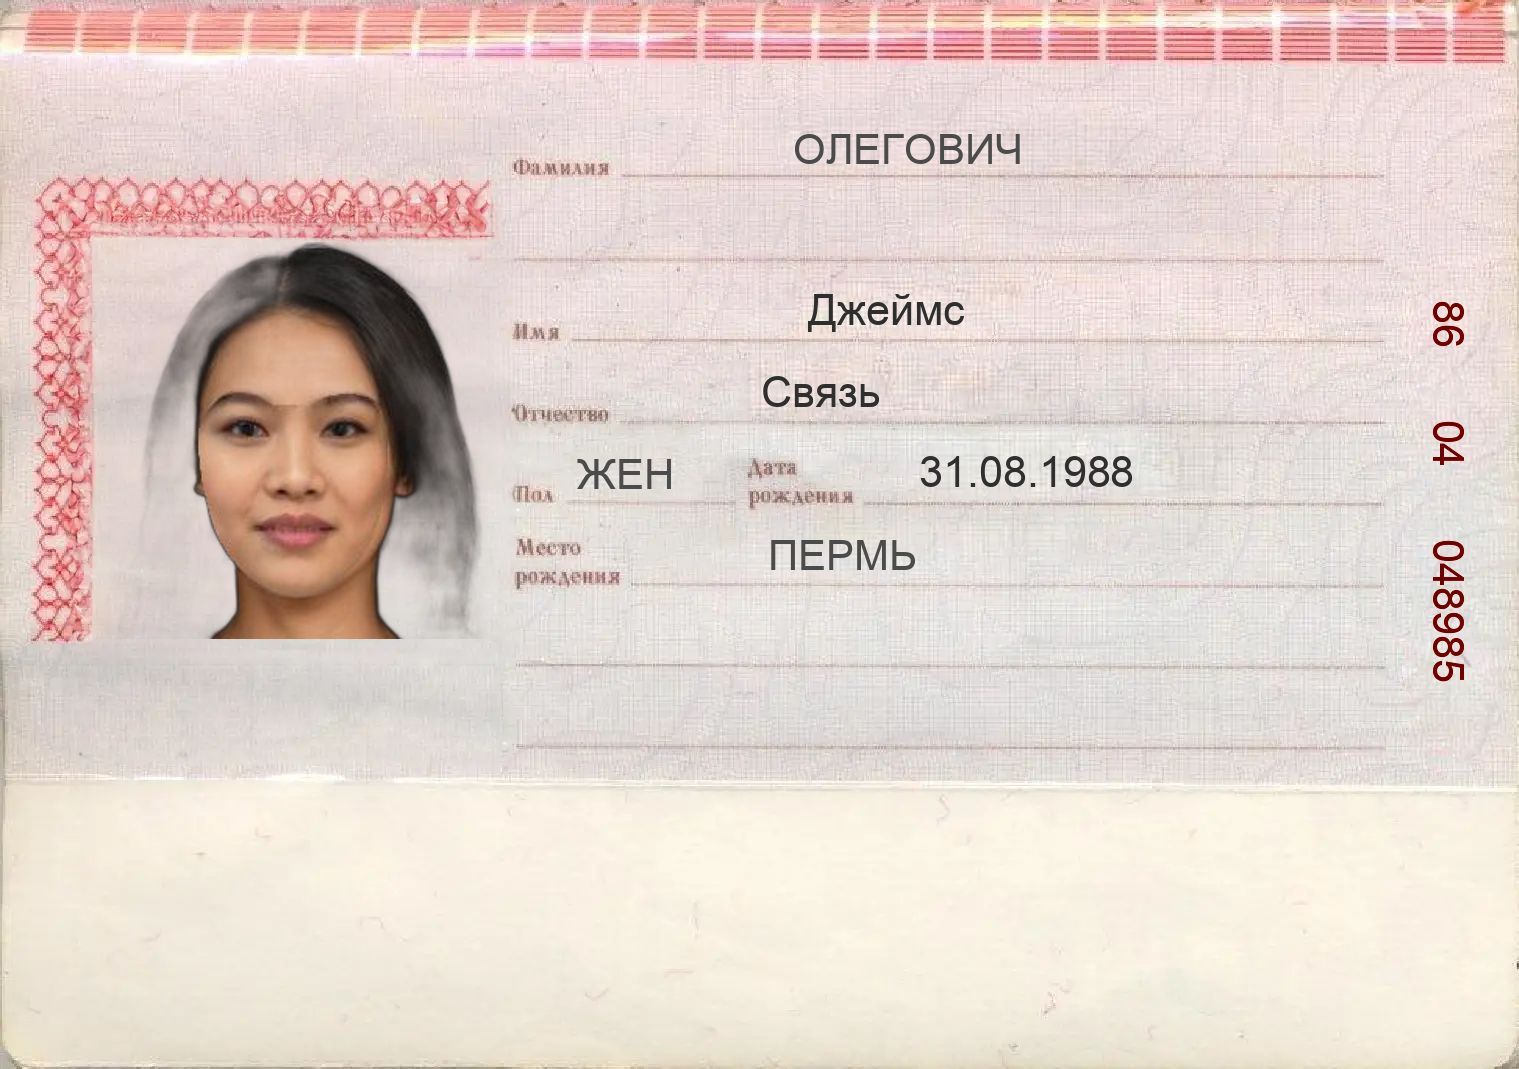 Фамилия ОЛЕГОВИЧ
Имя Джеймс
Отчество Связь
Пол ЖЕН Дата рождения 31.08.1988
Место рождения ПЕРМЬ
86 04 048985